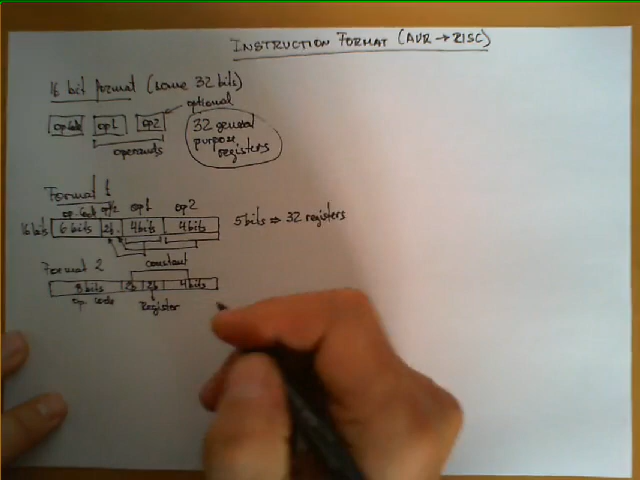 INSTRUCTION FORMAT (AVR → RISC)
16 bit format (some 32 bits)
optional
op code op1 op2
operands
32 general
purpose
registers
Format 1
op. code op1/2 op1 op2
16 bits 6 bits 2b. 4 bits 4 bits
5 bits ⇒ 32 registers
constant
Format 2
8 bits 2b 2b 4 bits
op. code Register